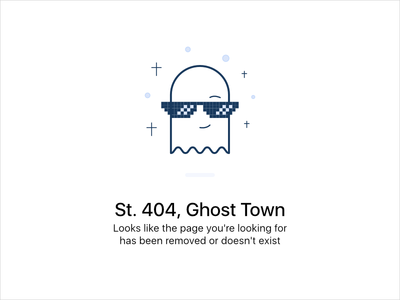 St. 404, Ghost Town
Looks like the page you're looking for
has been removed or doesn't exist